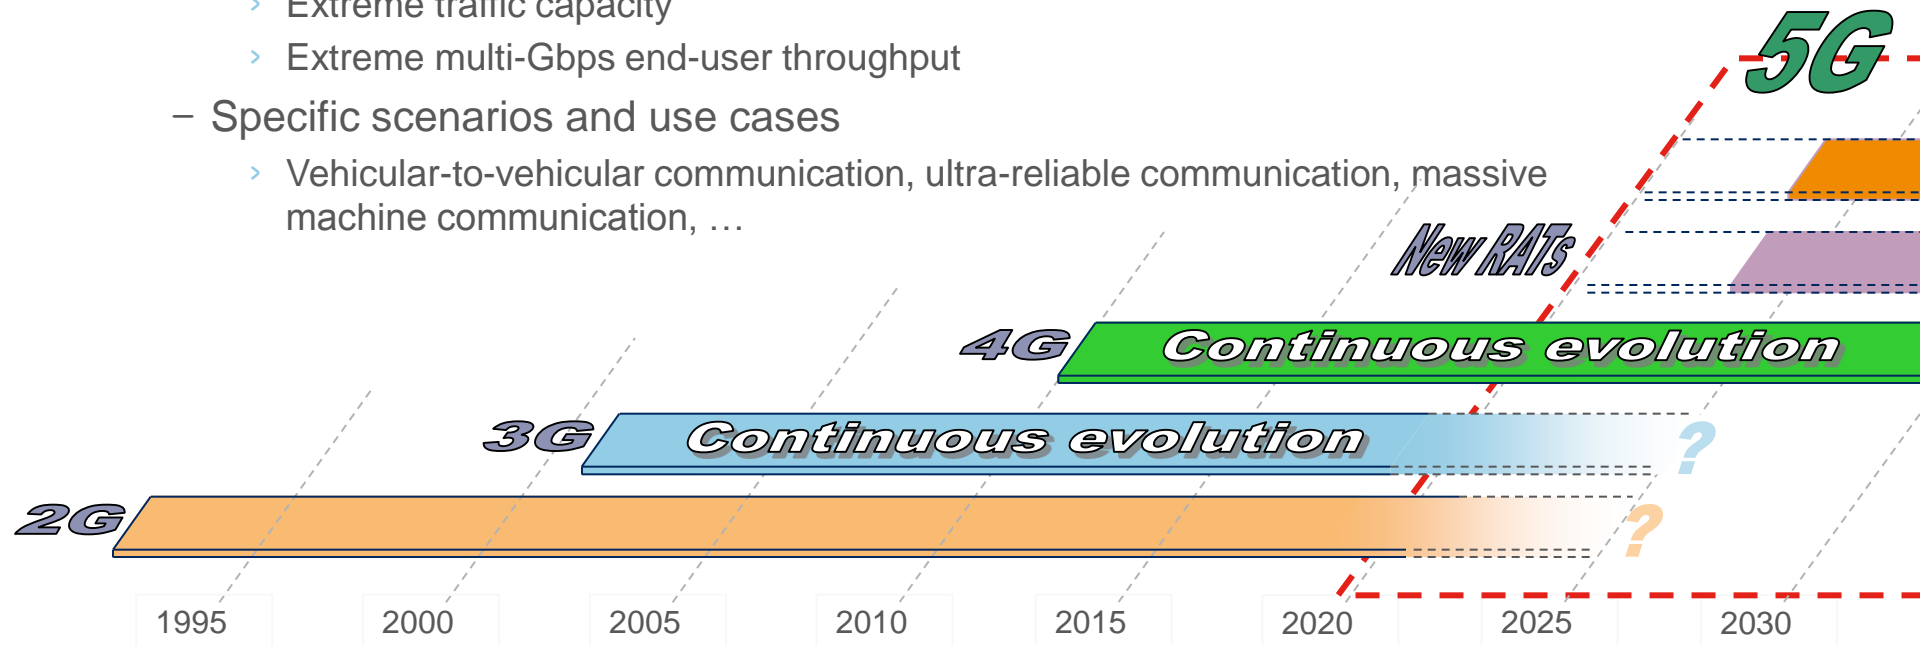 › Extreme traffic capacity
› Extreme multi-Gbps end-user throughput
– Specific scenarios and use cases
› Vehicular-to-vehicular communication, ultra-reliable communication, massive
machine communication, …
5G
New RATs
4G
Continuous evolution
3G
Continuous evolution
?
2G
?
1995
2000
2005
2010
2015
2020
2025
2030